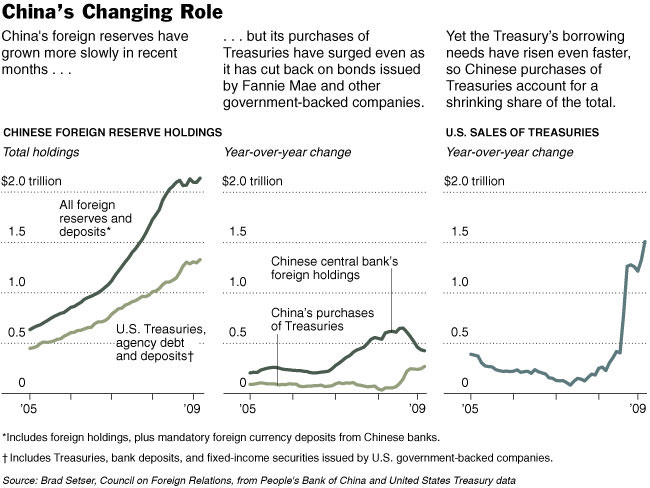 China's Changing Role
China's foreign reserves have
grown more slowly in recent
months . . .
. . . but its purchases of
Treasuries have surged even as
it has cut back on bonds issued
by Fannie Mae and other
government-backed companies.
Yet the Treasury's borrowing
needs have risen even faster,
so Chinese purchases of
Treasuries account for a
shrinking share of the total.
CHINESE FOREIGN RESERVE HOLDINGS
Total holdings
$2.0 trillion
1.5
1.0
0.5
0
All foreign
reserves and
deposits*
U.S. Treasuries,
agency debt
and deposits†
'05
'09
Year-over-year change
$2.0 trillion
1.5
1.0
0.5
0
Chinese central bank's
foreign holdings
China's purchases
of Treasuries
'05
'09
U.S. SALES OF TREASURIES
Year-over-year change
$2.0 trillion
1.5
1.0
0.5
0
'05
'09
*Includes foreign holdings, plus mandatory foreign currency deposits from Chinese banks.
† Includes Treasuries, bank deposits, and fixed-income securities issued by U.S. government-backed companies.
Source: Brad Setser, Council on Foreign Relations, from People's Bank of China and United States Treasury data